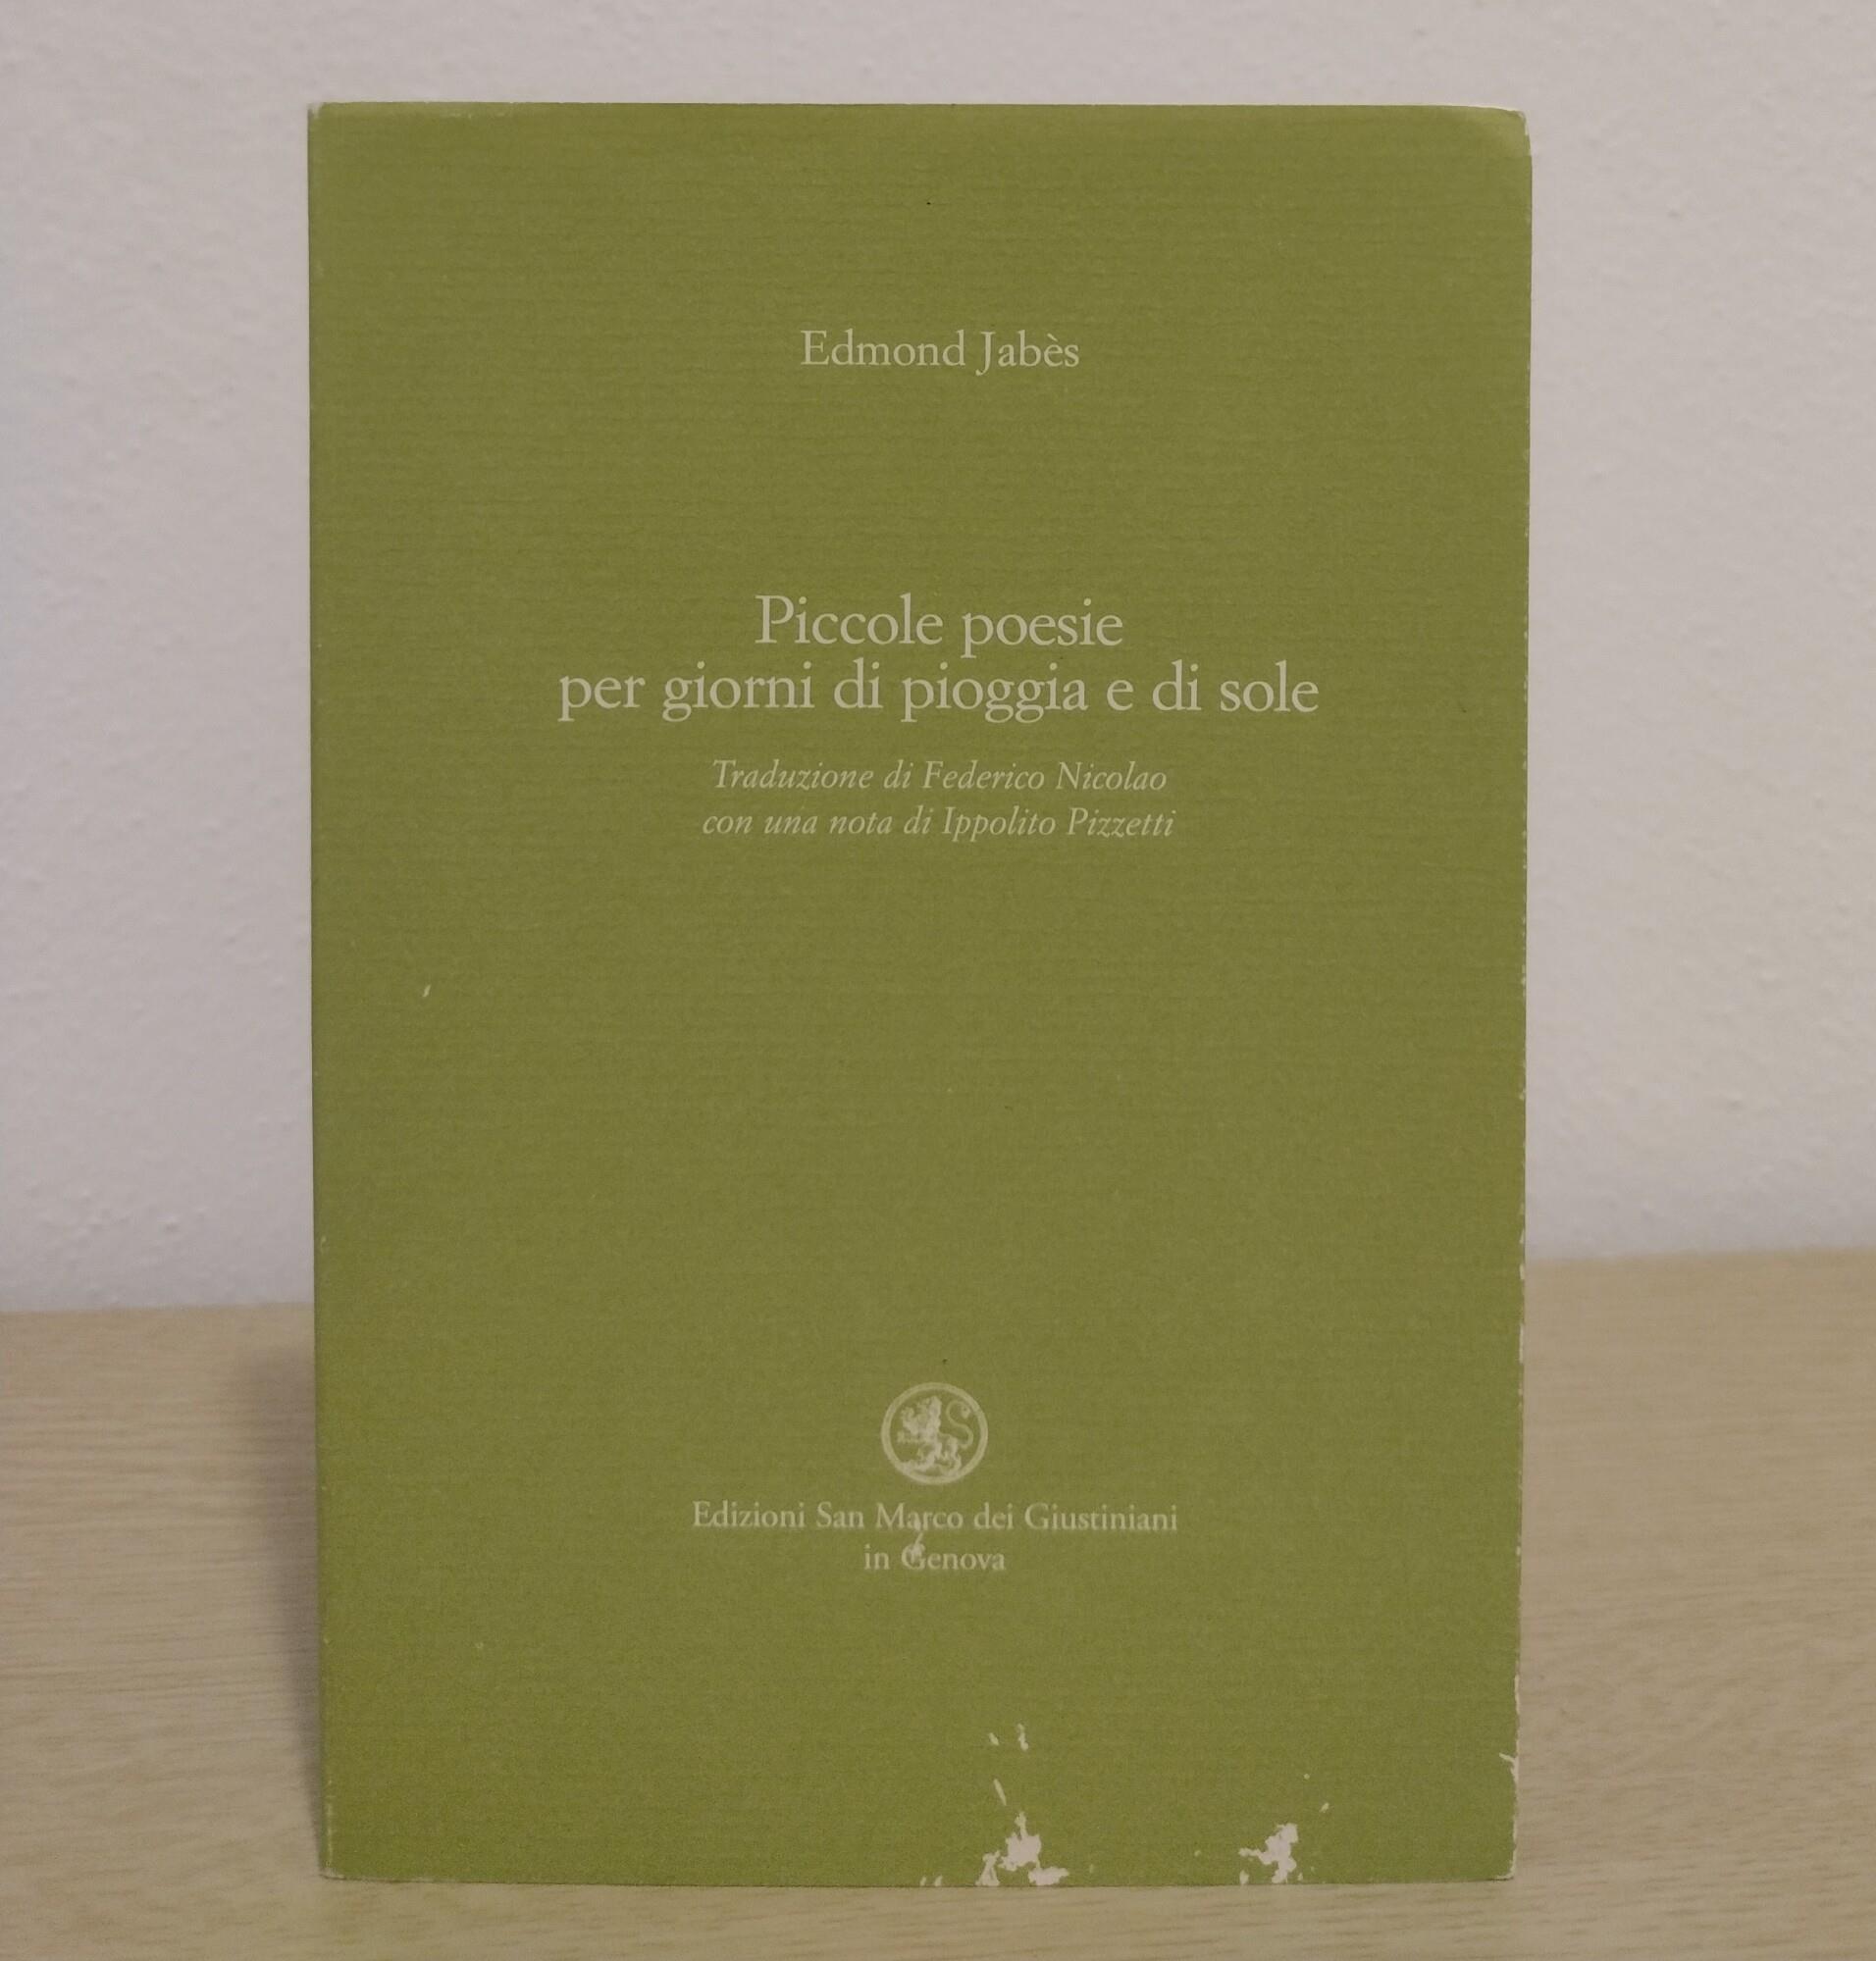 Edmond Jabès
Piccole poesie
per giorni di pioggia e di sole
Traduzione di Federico Nicolao
con una nota di Ippolito Pizzetti
Edizioni San Marco dei Giustiniani
in Genova